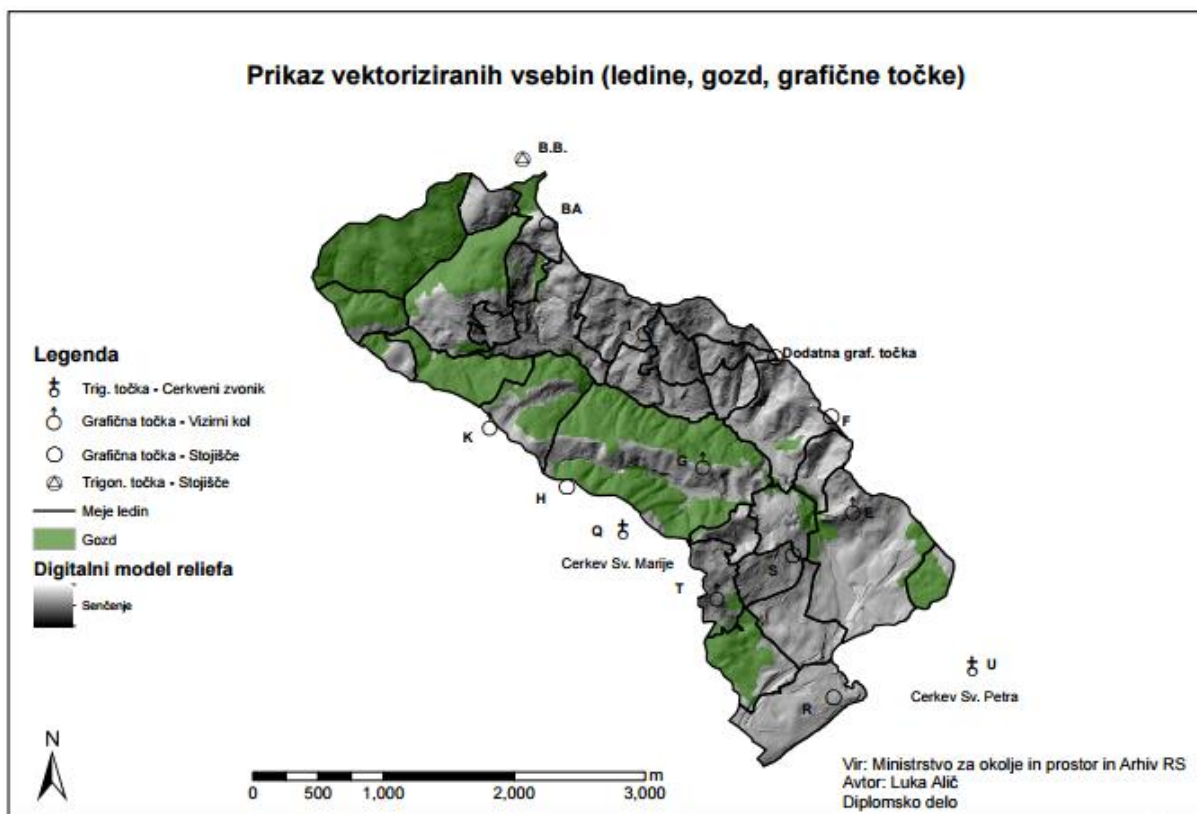 Prikaz vektoriziranih vsebin (ledine, gozd, grafične točke)
B.B.
BA
I
Dodatna graf. točka
F
K
G
H
E
Q
Cerkev Sv. Marije
S
T
U
Cerkev Sv. Petra
R
Legenda
Trig. točka - Cerkveni zvonik
Grafična točka - Vizirni kol
Grafična točka - Stojišče
Trigon. točka - Stojišče
Meje ledin
Gozd
Digitalni model reliefa
Senčenje
N
m
0 500 1,000 2,000 3,000
Vir: Ministrstvo za okolje in prostor in Arhiv RS
Avtor: Luka Alič
Diplomsko delo